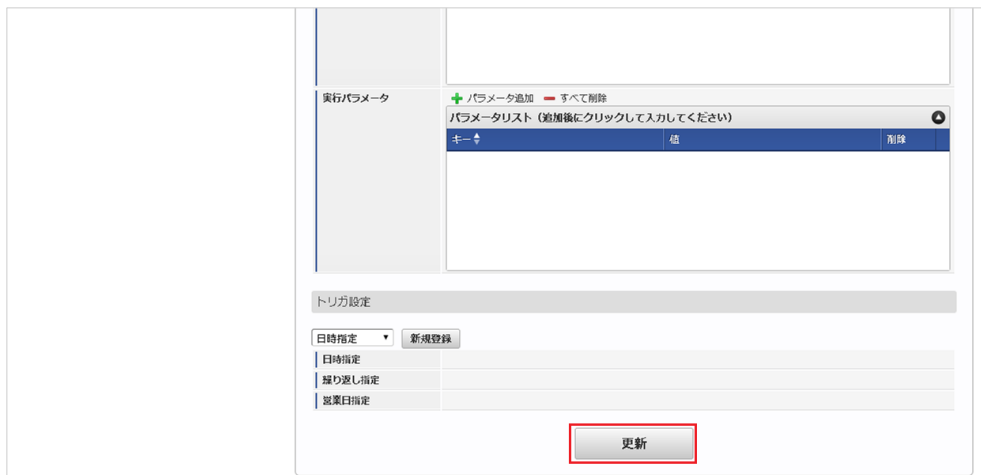 実行パラメータ
パラメータ追加 すべて削除
パラメータリスト（追加後にクリックして入力してください）
キー 値 削除
トリガ設定
日時指定 新規登録
日時指定
繰り返し指定
営業日指定
更新